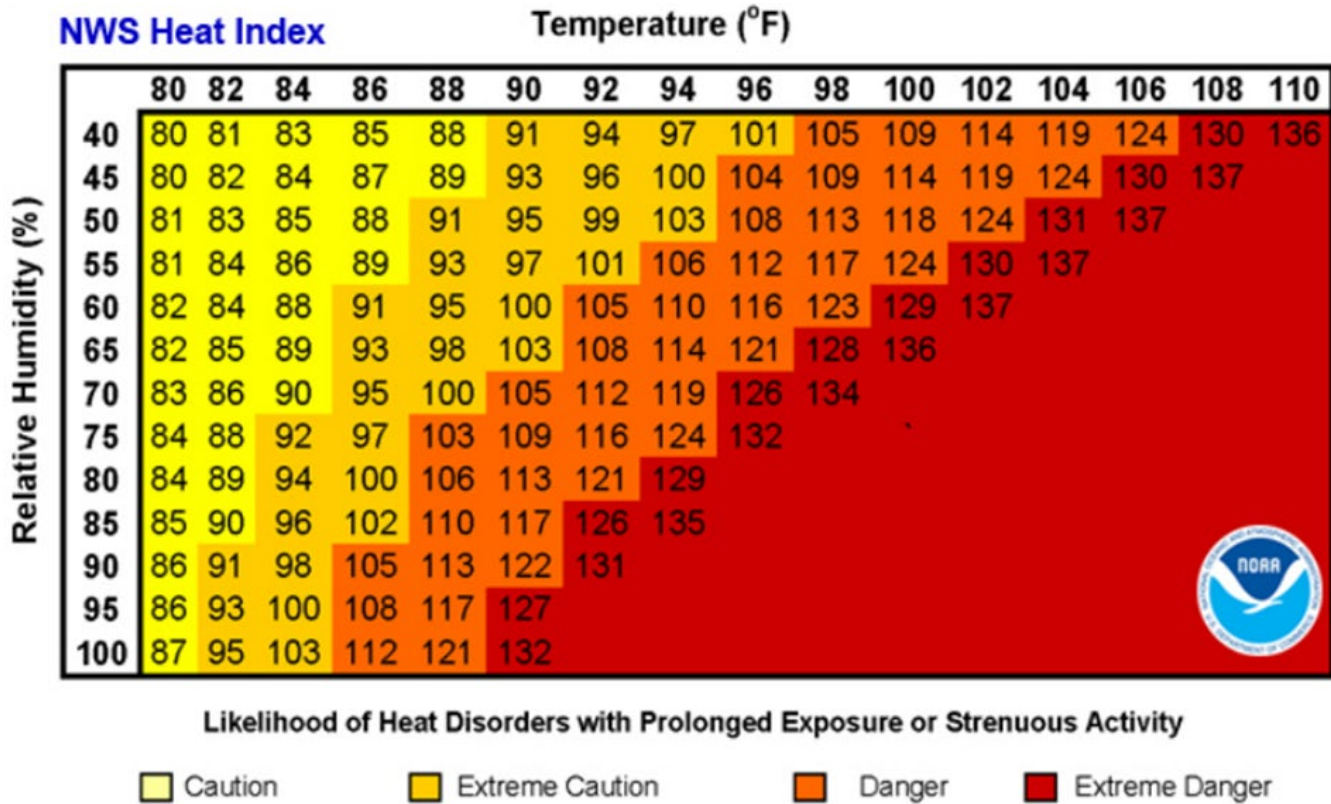 NWS Heat Index
Temperature (°F)
80 82 84 86 88 90 92 94 96 98 100 102 104 106 108 110
Relative Humidity (%)
40 80 81 83 85 88 91 94 97 101 105 109 114 119 124 130 136
45 80 82 84 87 89 93 96 100 104 109 114 119 124 130 137
50 81 83 85 88 91 95 99 103 108 113 118 124 131 137
55 81 84 86 89 93 97 101 106 112 117 124 130 137
60 82 84 88 91 95 100 105 110 116 123 129 137
65 82 85 89 93 98 103 108 114 121 128 136
70 83 86 90 95 100 105 112 119 126 134
75 84 88 92 97 103 109 116 124 132
80 84 89 94 100 106 113 121 129
85 85 90 96 102 110 117 126 135
90 86 91 98 105 113 122 131
95 86 93 100 108 117 127
100 87 95 103 112 121 132
NOAA
NATIONAL OCEANIC AND ATMOSPHERIC ADMINISTRATION
U.S. DEPARTMENT OF COMMERCE
Likelihood of Heat Disorders with Prolonged Exposure or Strenuous Activity
Caution Extreme Caution Danger Extreme Danger